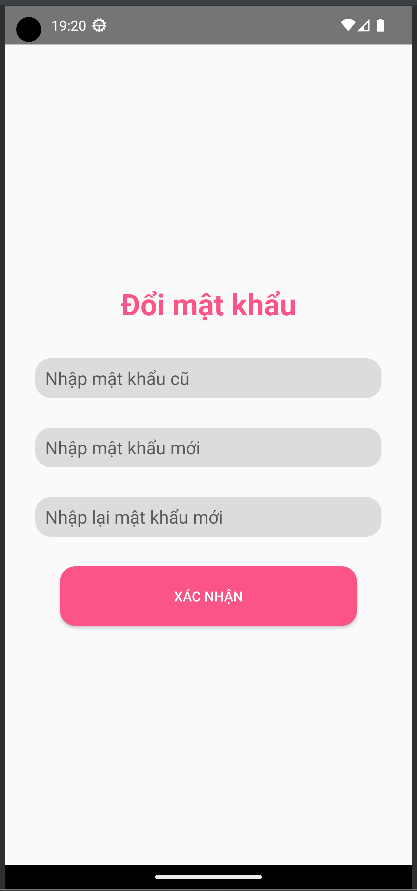 19:20
Đổi mật khẩu
Nhập mật khẩu cũ
Nhập mật khẩu mới
Nhập lại mật khẩu mới
XÁC NHẬN